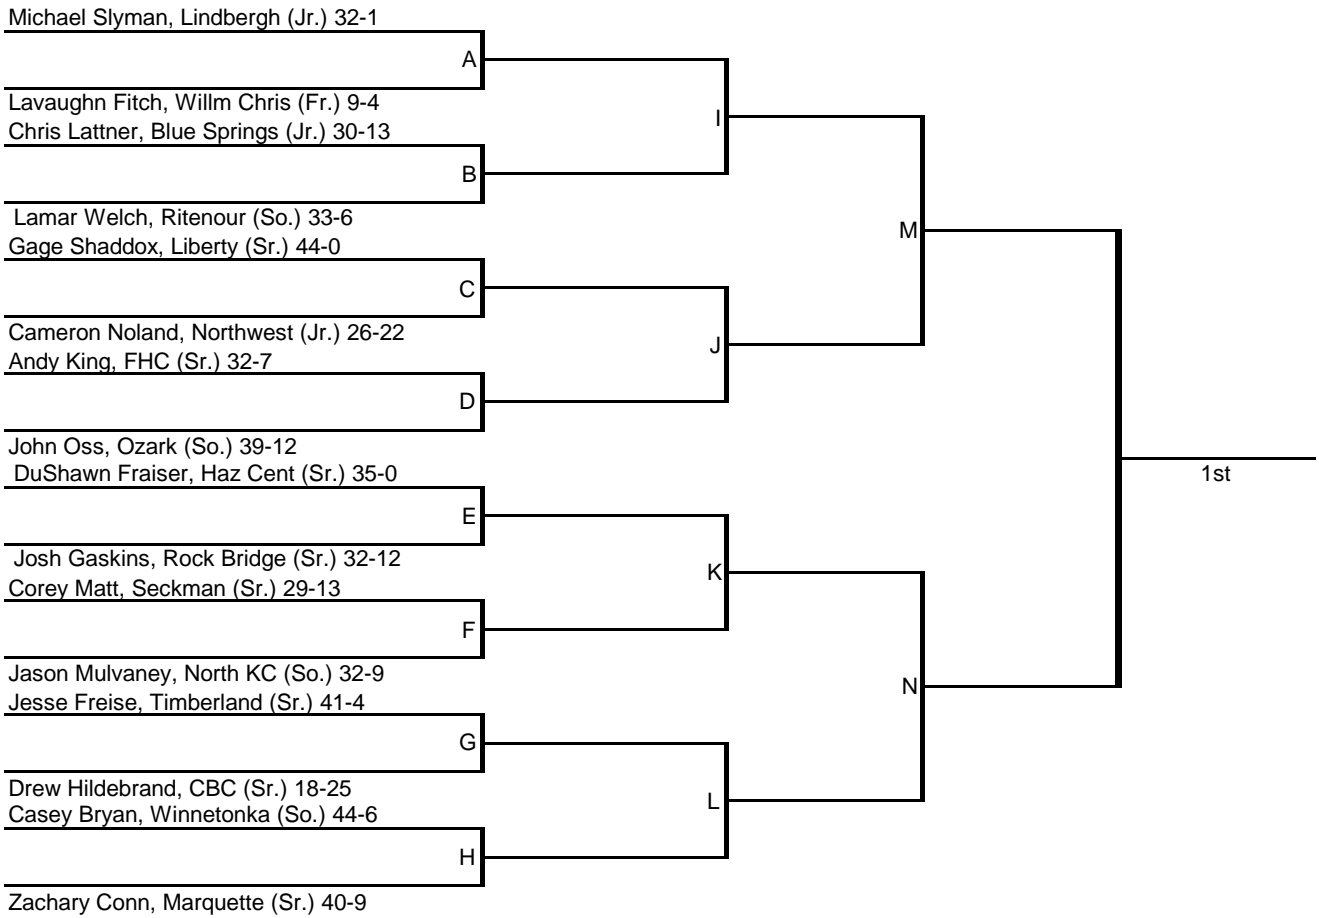 Michael Slyman, Lindbergh (Jr.) 32-1
A
Lavaughn Fitch, Willm Chris (Fr.) 9-4
I
Chris Lattner, Blue Springs (Jr.) 30-13
B
Lamar Welch, Ritenour (So.) 33-6
M
Gage Shaddox, Liberty (Sr.) 44-0
C
Cameron Noland, Northwest (Jr.) 26-22
J
Andy King, FHC (Sr.) 32-7
D
John Oss, Ozark (So.) 39-12
1st
DuShawn Fraiser, Haz Cent (Sr.) 35-0
E
Josh Gaskins, Rock Bridge (Sr.) 32-12
K
Corey Matt, Seckman (Sr.) 29-13
F
Jason Mulvaney, North KC (So.) 32-9
N
Jesse Freise, Timberland (Sr.) 41-4
G
Drew Hildebrand, CBC (Sr.) 18-25
L
Casey Bryan, Winnetonka (So.) 44-6
H
Zachary Conn, Marquette (Sr.) 40-9